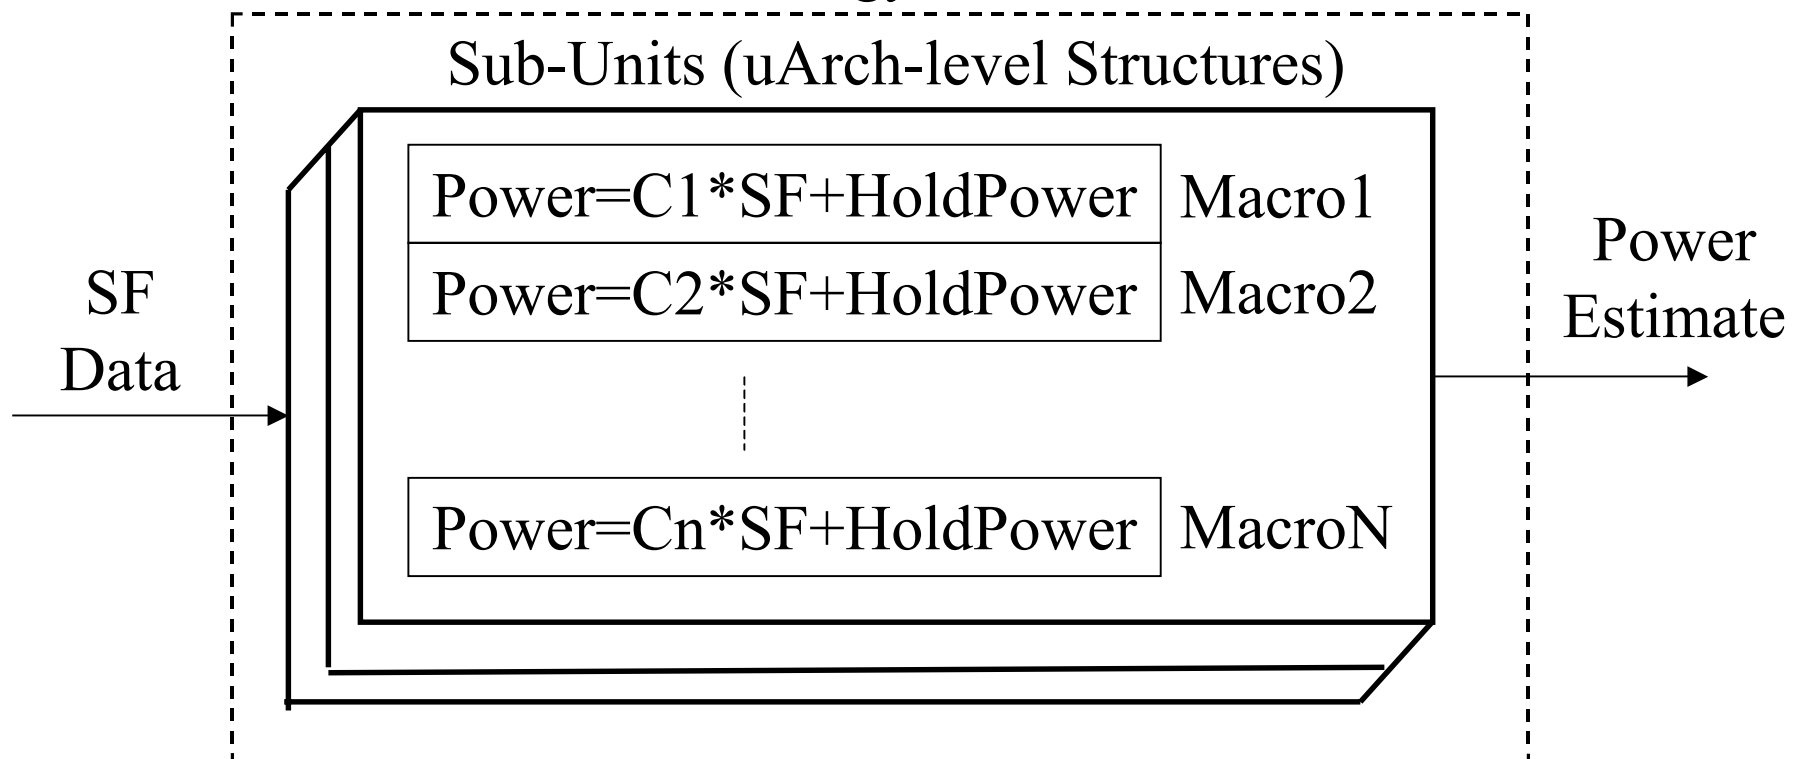 Sub-Units (uArch-level Structures)
Power=C1*SF+HoldPower Macro1
Power=C2*SF+HoldPower Macro2
Power=Cn*SF+HoldPower MacroN
SF
Data
Power
Estimate